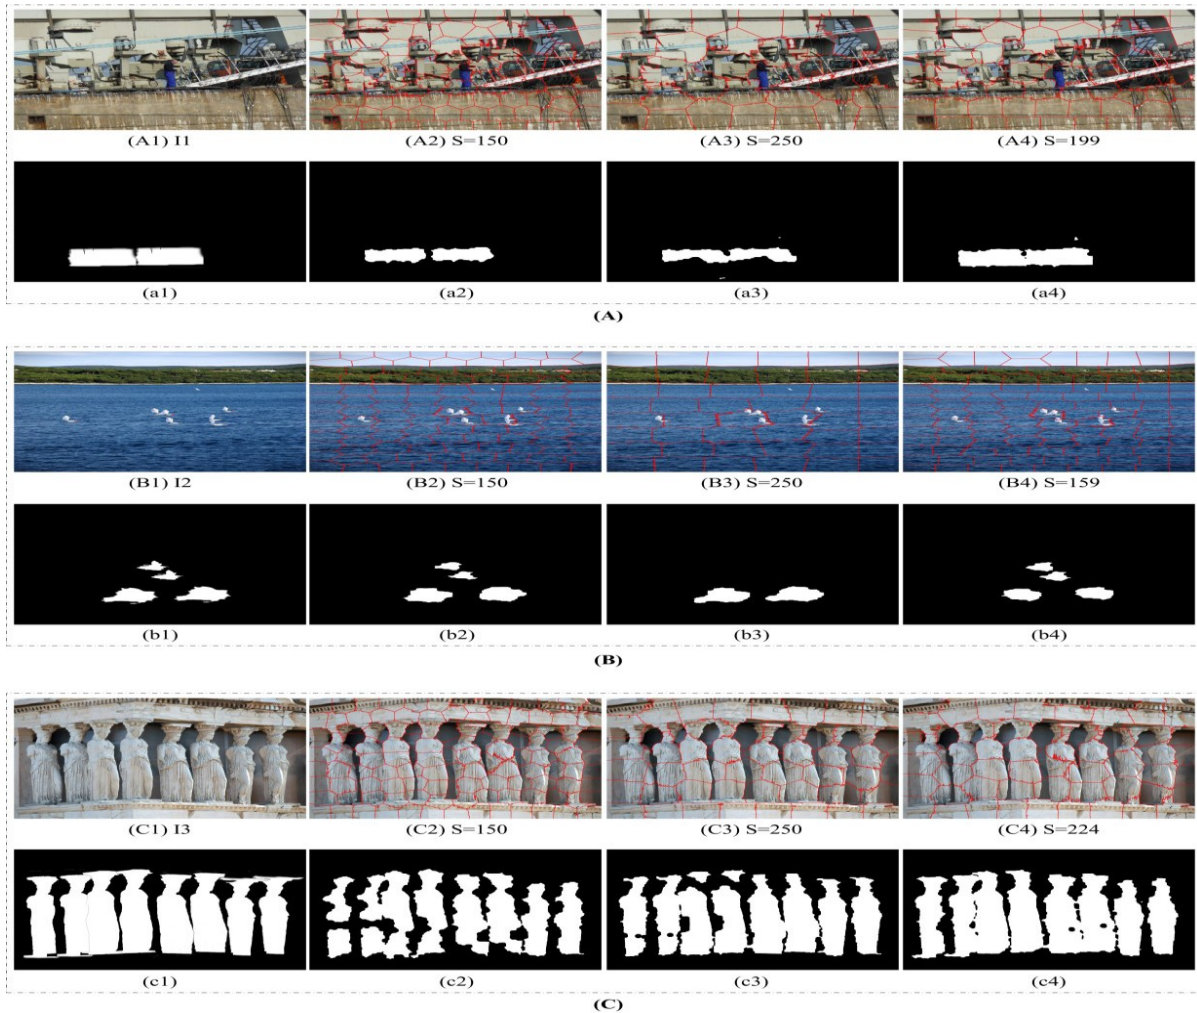 (A1) I1 (A2) S=150 (A3) S=250 (A4) S=199
(a1) (a2) (a3) (a4)
(A)
(B1) I2 (B2) S=150 (B3) S=250 (B4) S=159
(b1) (b2) (b3) (b4)
(B)
(C1) I3 (C2) S=150 (C3) S=250 (C4) S=224
(c1) (c2) (c3) (c4)
(C)